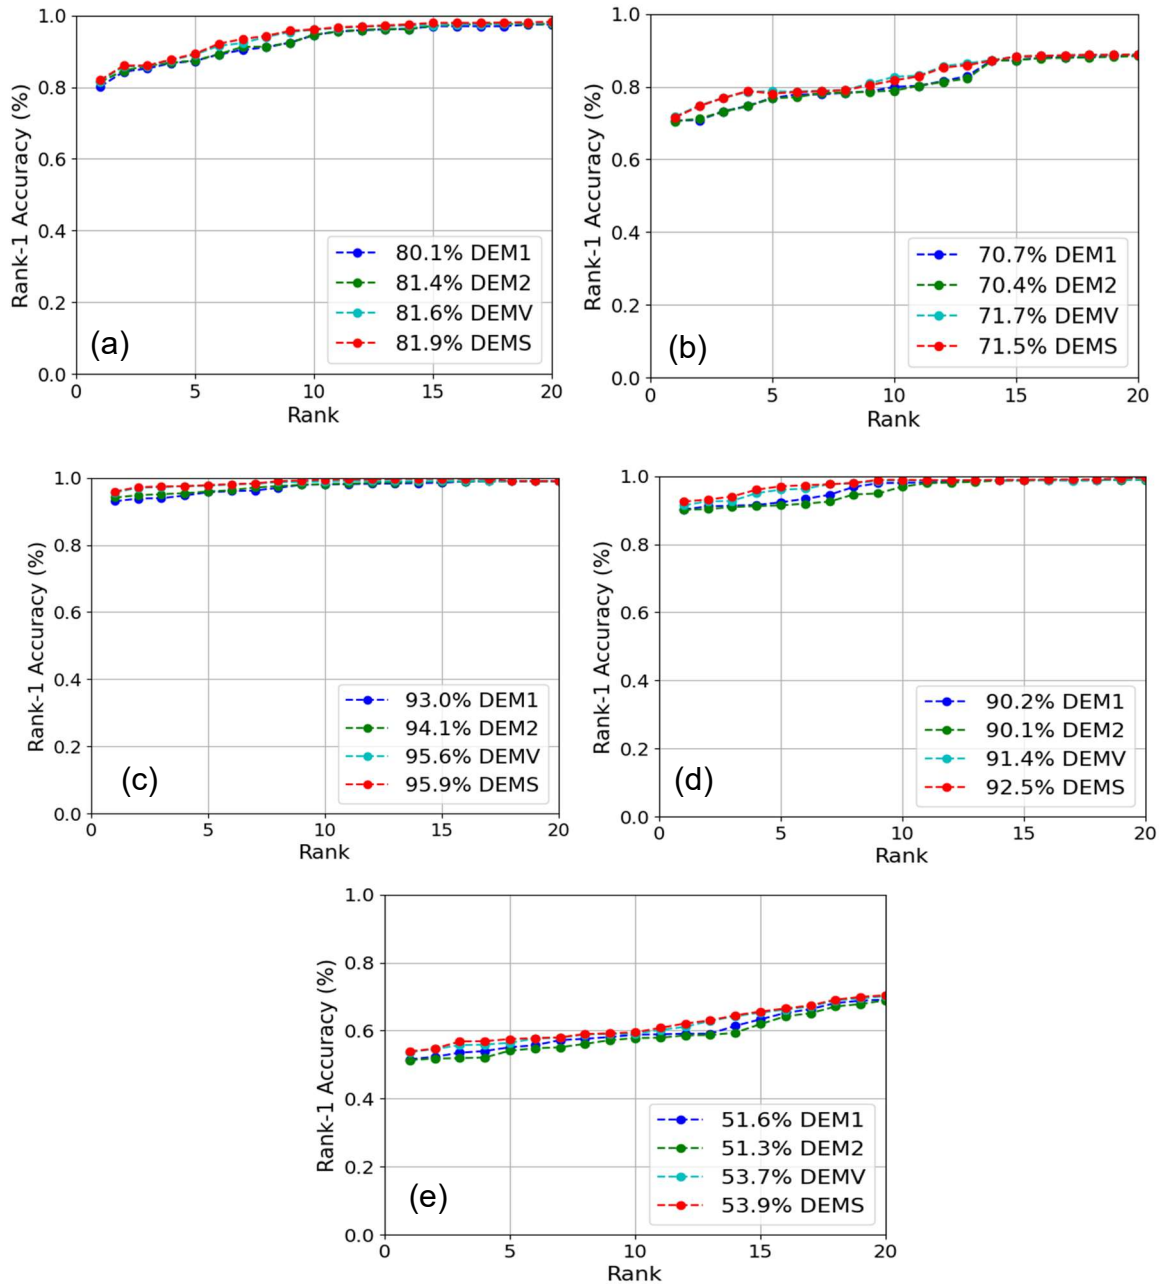 1.0
0.8
0.6
0.4
0.2
0.0
Rank-1 Accuracy (%)
80.1% DEM1
81.4% DEM2
81.6% DEMV
81.9% DEMS
(a)
0
5
10
15
20
Rank
1.0
0.8
0.6
0.4
0.2
0.0
Rank-1 Accuracy (%)
70.7% DEM1
70.4% DEM2
71.7% DEMV
71.5% DEMS
(b)
0
5
10
15
20
Rank
1.0
0.8
0.6
0.4
0.2
0.0
Rank-1 Accuracy (%)
93.0% DEM1
94.1% DEM2
95.6% DEMV
95.9% DEMS
(c)
0
5
10
15
20
Rank
1.0
0.8
0.6
0.4
0.2
0.0
Rank-1 Accuracy (%)
90.2% DEM1
90.1% DEM2
91.4% DEMV
92.5% DEMS
(d)
0
5
10
15
20
Rank
1.0
0.8
0.6
0.4
0.2
0.0
Rank-1 Accuracy (%)
51.6% DEM1
51.3% DEM2
53.7% DEMV
53.9% DEMS
(e)
0
5
10
15
20
Rank